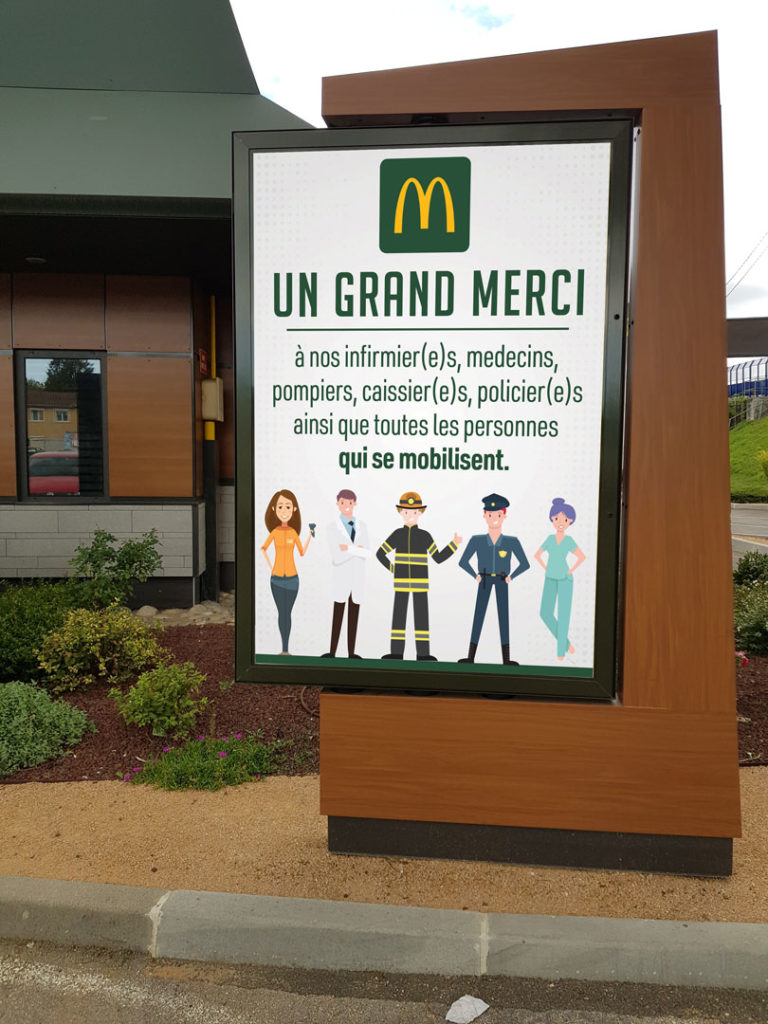 UN GRAND MERCI
à nos infirmier(e)s, medecins,
pompiers, caissier(e)s, policier(e)s
ainsi que toutes les personnes
qui se mobilisent.